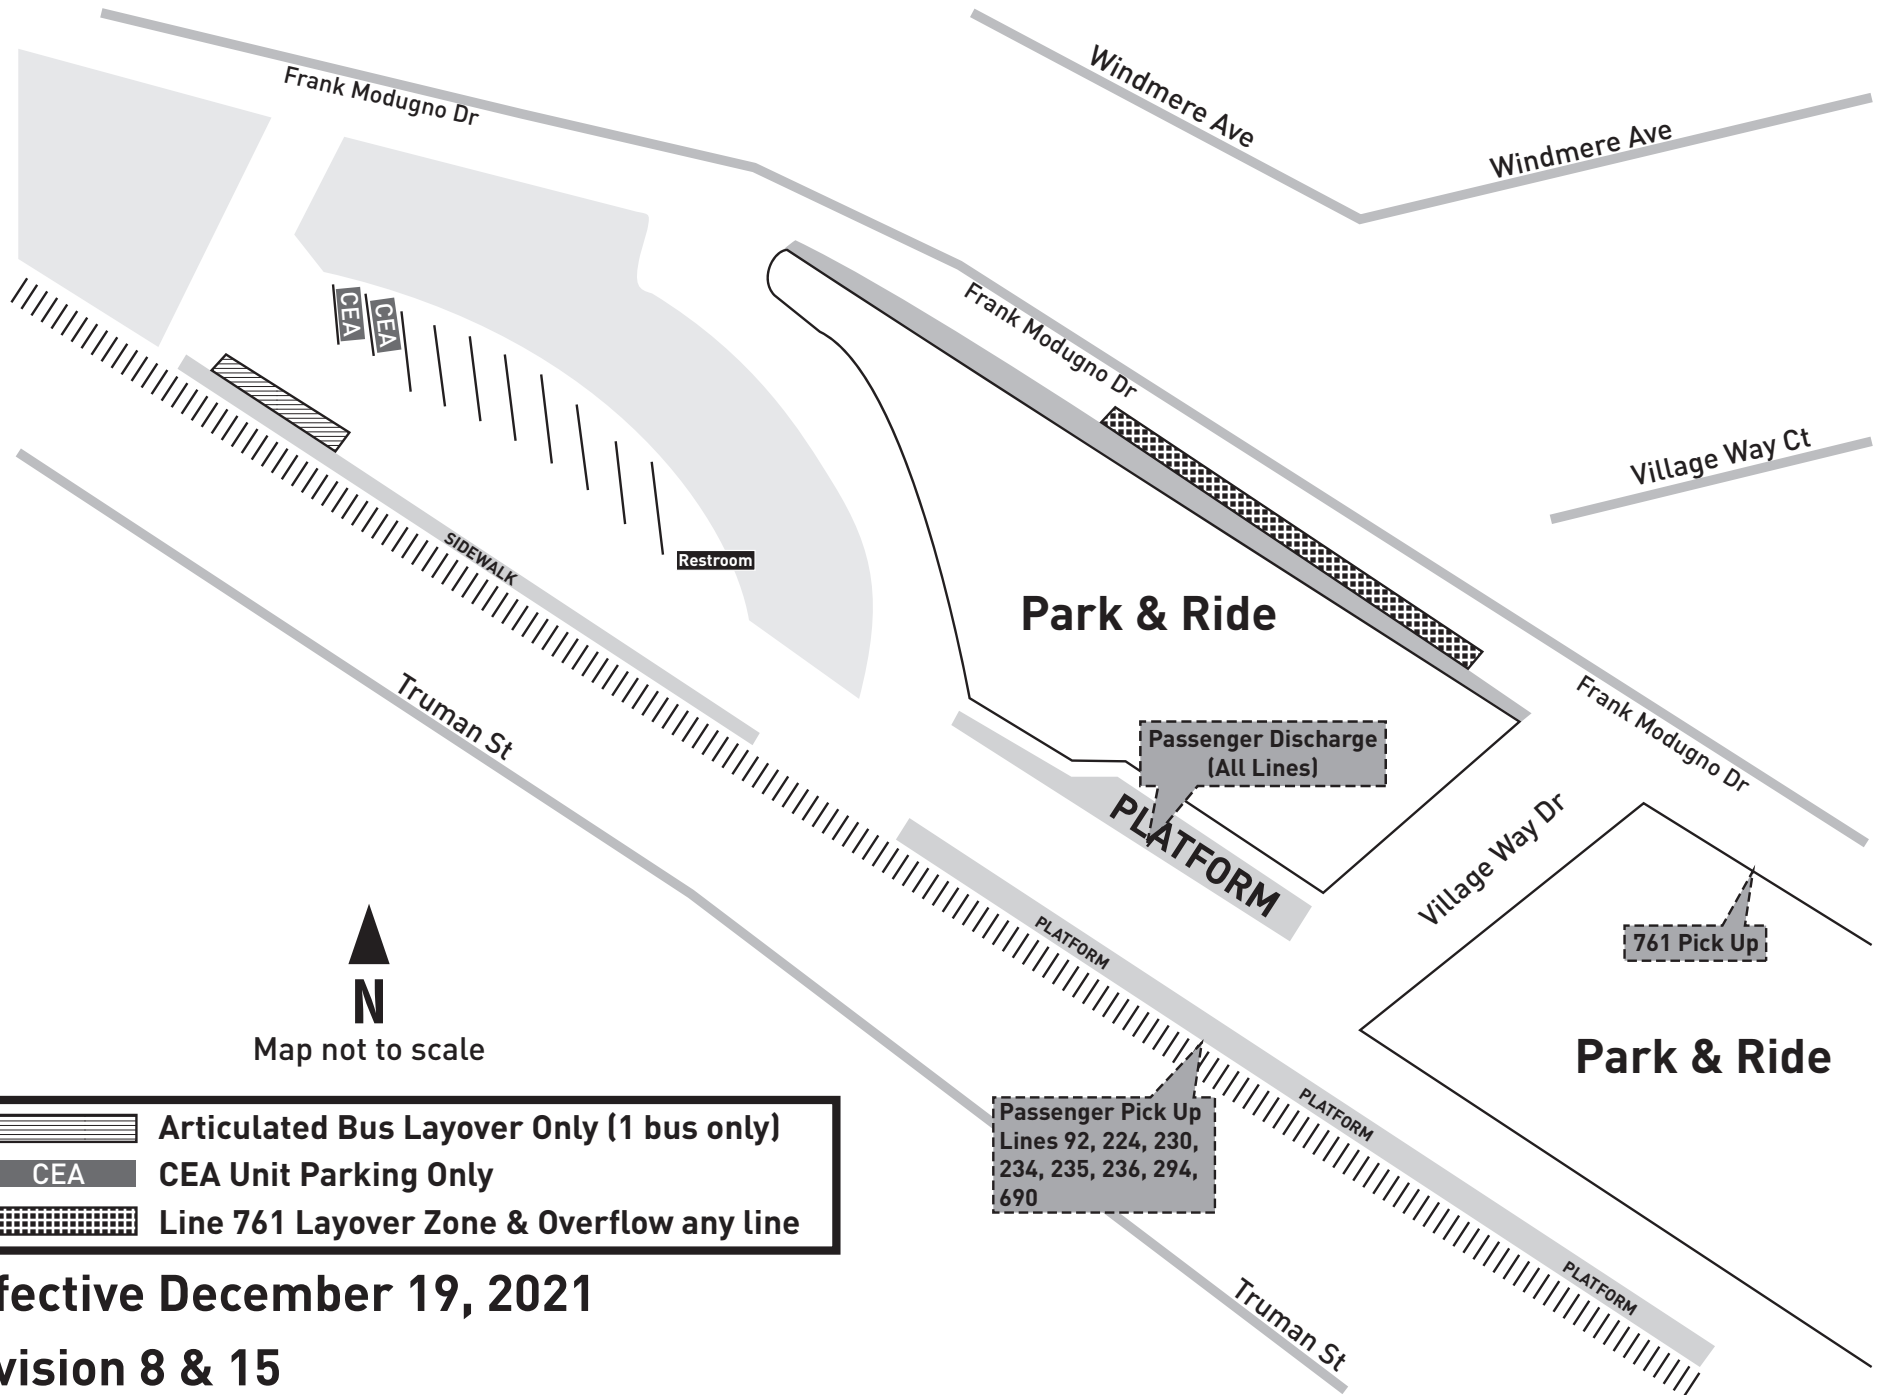 Frank Modugno Dr
Windmere Ave
Windmere Ave
CEA
CEA
Frank Modugno Dr
Village Way Ct
SIDEWALK
Restroom
Park & Ride
Truman St
Frank Modugno Dr
Passenger Discharge
(All Lines)
PLATFORM
Village Way Dr
761 Pick Up
PLATFORM
N
Map not to scale
Park & Ride
Passenger Pick Up
Lines 92, 224, 230,
234, 235, 236, 294,
690
PLATFORM
Articulated Bus Layover Only (1 bus only)
CEA CEA Unit Parking Only
Line 761 Layover Zone & Overflow any line
PLATFORM
Truman St
fective December 19, 2021
vision 8 & 15